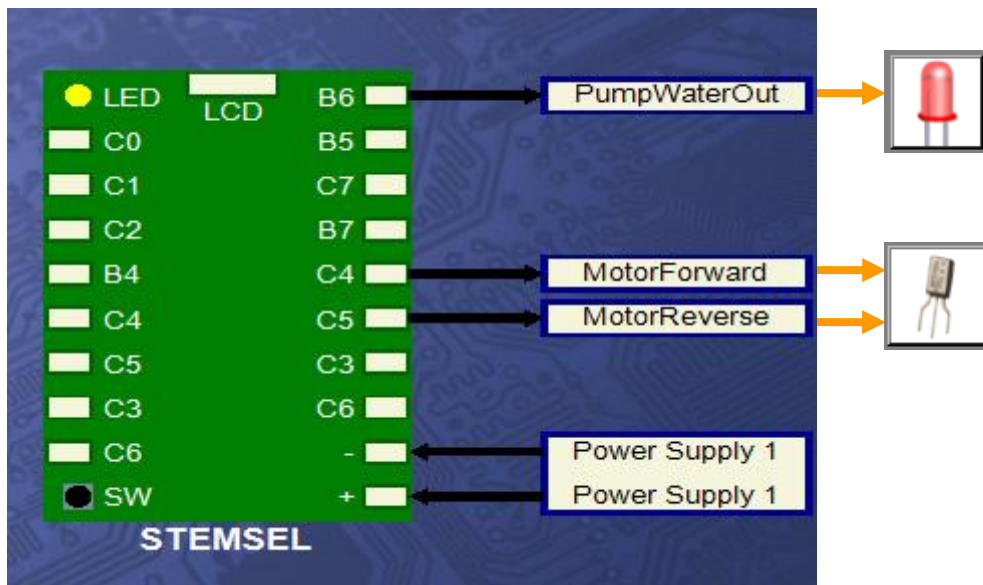 LED
LCD
C0
C1
C2
B4
C4
C5
C3
C6
SW
B6
B5
C7
B7
C4
C5
C3
C6
-
+
STEMSEL
PumpWaterOut
MotorForward
MotorReverse
Power Supply 1
Power Supply 1